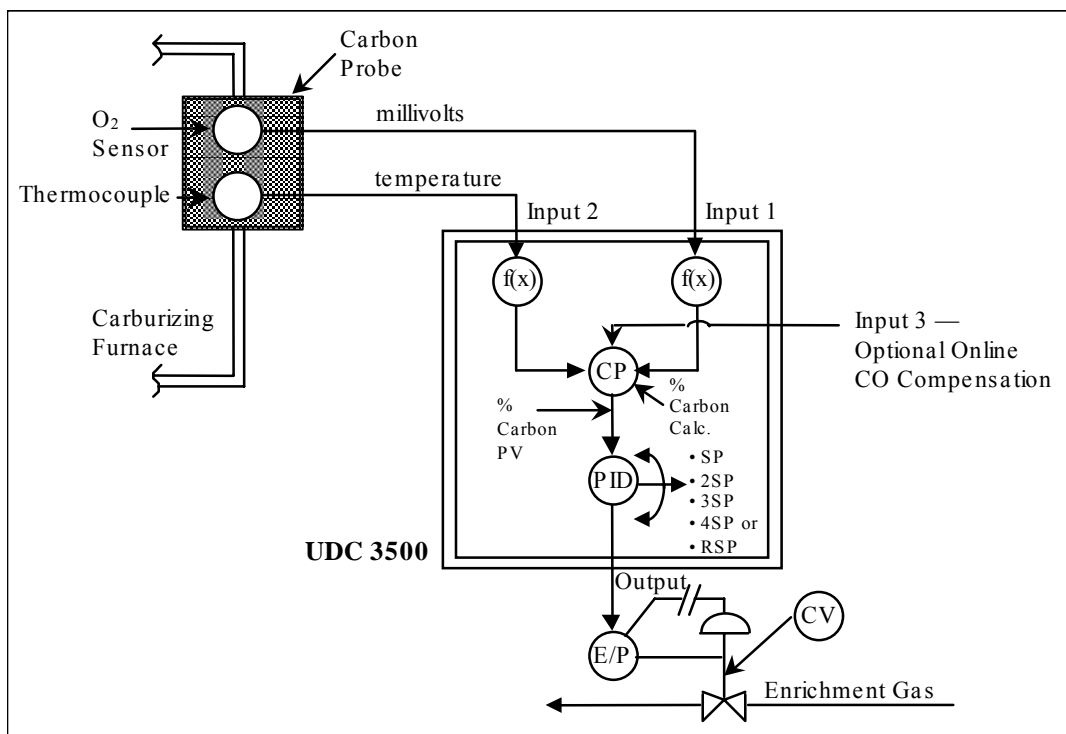 Carbon
Probe
O₂
Sensor
millivolts
Thermocouple
temperature
Input 2
Input 1
f(x)
f(x)
Carburizing
Furnace
Input 3 —
Optional Online
CO Compensation
CP
%
Carbon
PV
%
Carbon
Calc.
PID
• SP
• 2SP
• 3SP
• 4SP or
• RSP
UDC 3500
Output
CV
E/P
Enrichment Gas